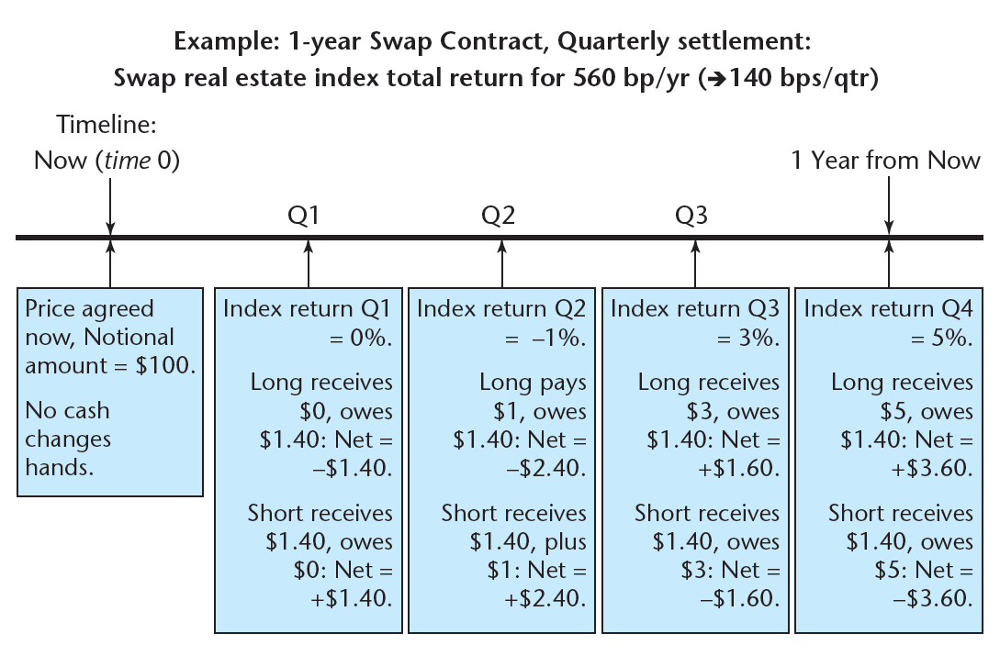 Example: 1-year Swap Contract, Quarterly settlement:
Swap real estate index total return for 560 bp/yr (➔140 bps/qtr)
Timeline:
Now (time 0)
1 Year from Now
Q1
Q2
Q3
Price agreed
now, Notional
amount = $100.
No cash
changes
hands.
Index return Q1
= 0%.
Long receives
$0, owes
$1.40: Net =
–$1.40.
Short receives
$1.40, owes
$0: Net =
+$1.40.
Index return Q2
= –1%.
Long pays
$1, owes
$1.40: Net =
–$2.40.
Short receives
$1.40, plus
$1: Net =
+$2.40.
Index return Q3
= 3%.
Long receives
$3, owes
$1.40: Net =
+$1.60.
Short receives
$1.40, owes
$3: Net =
–$1.60.
Index return Q4
= 5%.
Long receives
$5, owes
$1.40: Net =
+$3.60.
Short receives
$1.40, owes
$5: Net =
–$3.60.